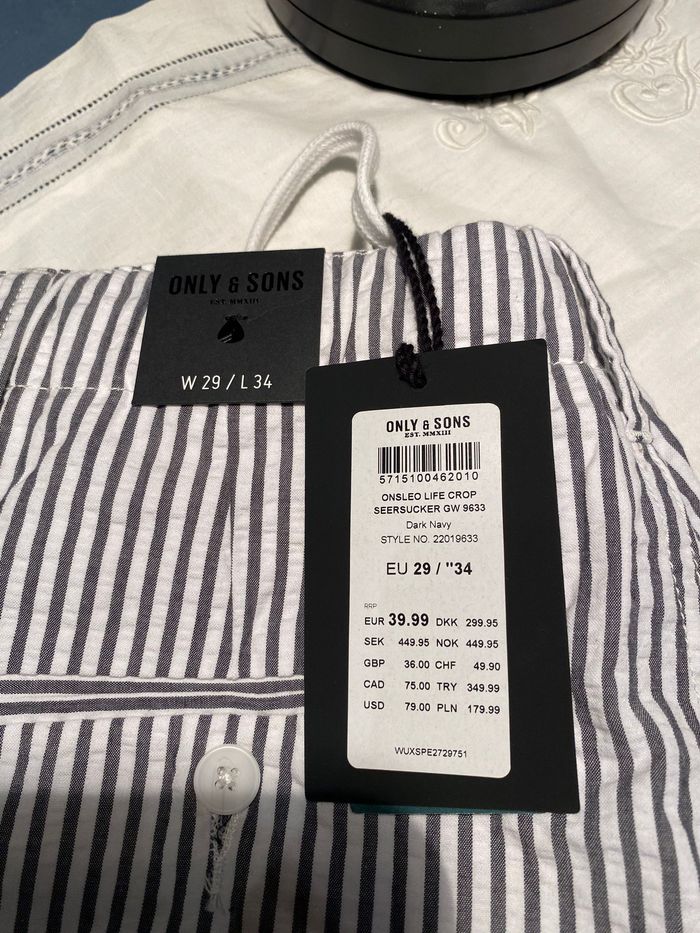 ONLY & SONS
EST. MMXIII
W 29 / L 34
ONLY & SONS
EST. MMXIII
5715100462010
ONSLEO LIFE CROP
SEERSUCKER GW 9633
Dark Navy
STYLE NO. 22019633
EU 29 / "34
RRP
EUR 39.99 DKK 299.95
SEK 449.95 NOK 449.95
GBP 36.00 CHF 49.90
CAD 75.00 TRY 349.99
USD 79.00 PLN 179.99
WUXSPE2729751